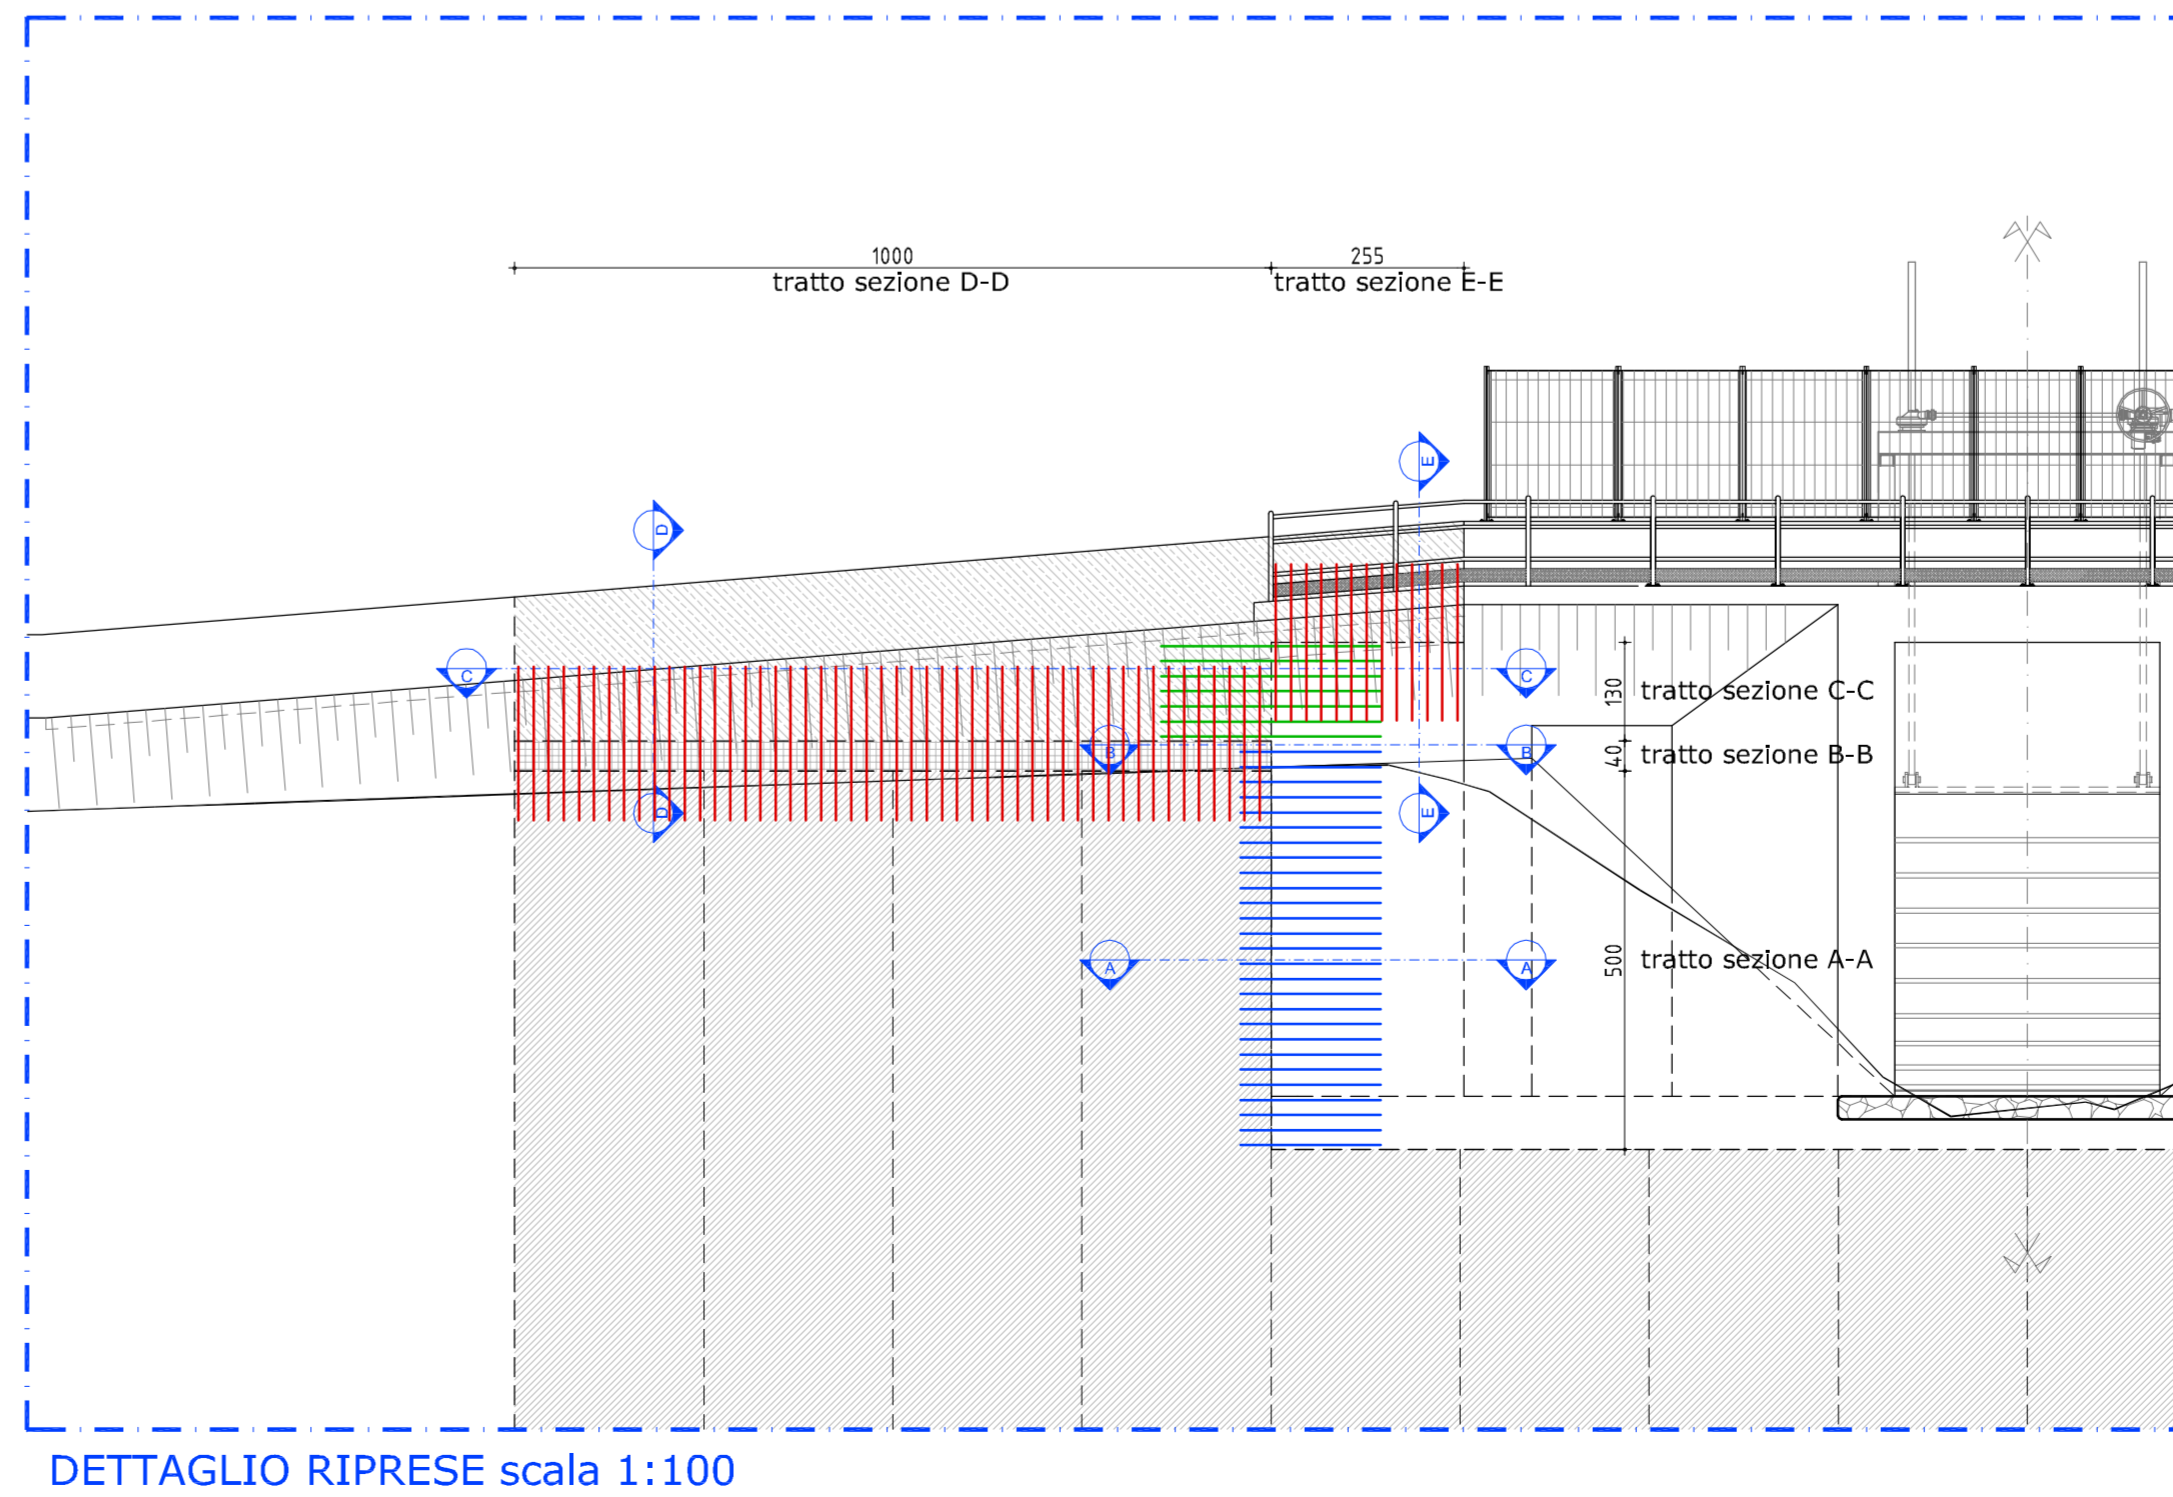 1000
255
tratto sezione D-D
tratto sezione E-E
E
D
C
C
130
tratto sezione C-C
B
B
40
tratto sezione B-B
D
E
A
A
500
tratto sezione A-A
DETTAGLIO RIPRESE scala 1:100